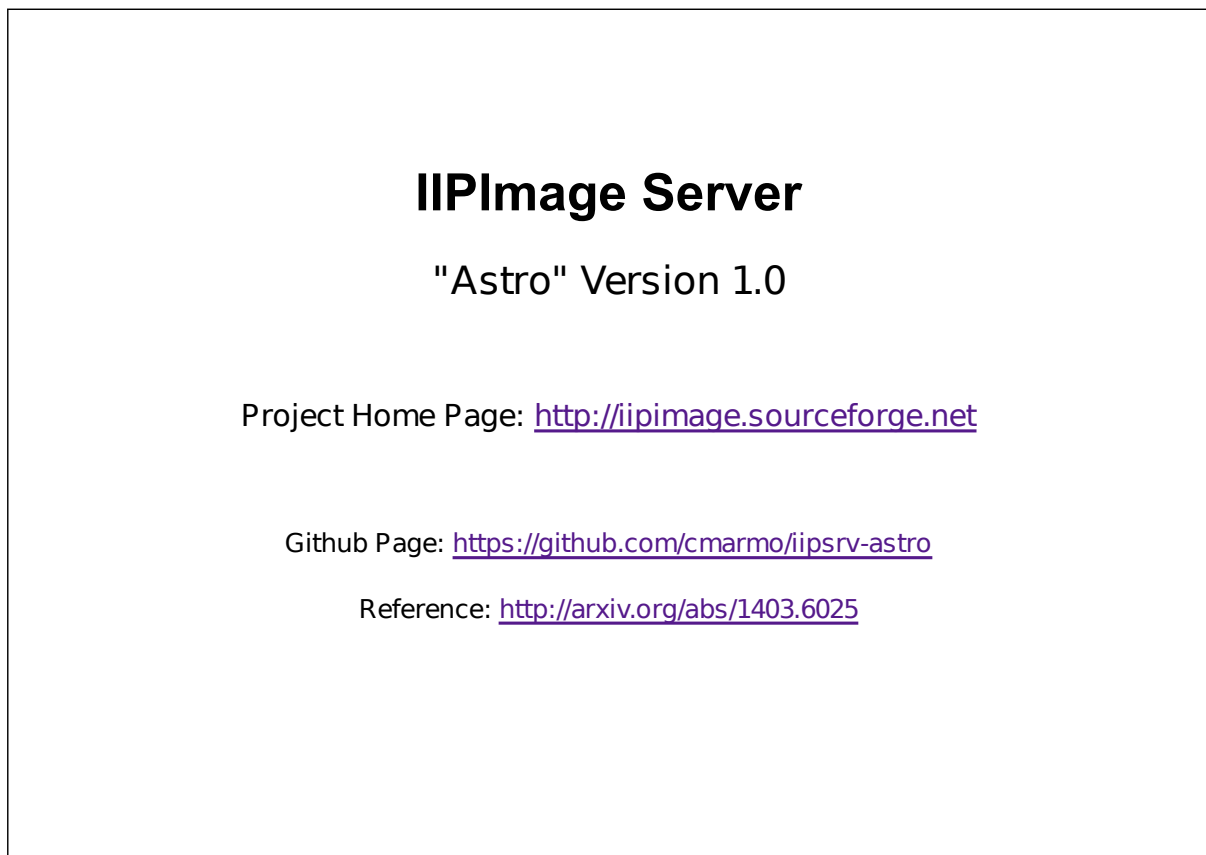 IIPImage Server
"Astro" Version 1.0
Project Home Page: http://iipimage.sourceforge.net
Github Page: https://github.com/cmarmo/iipsrv-astro
Reference: http://arxiv.org/abs/1403.6025